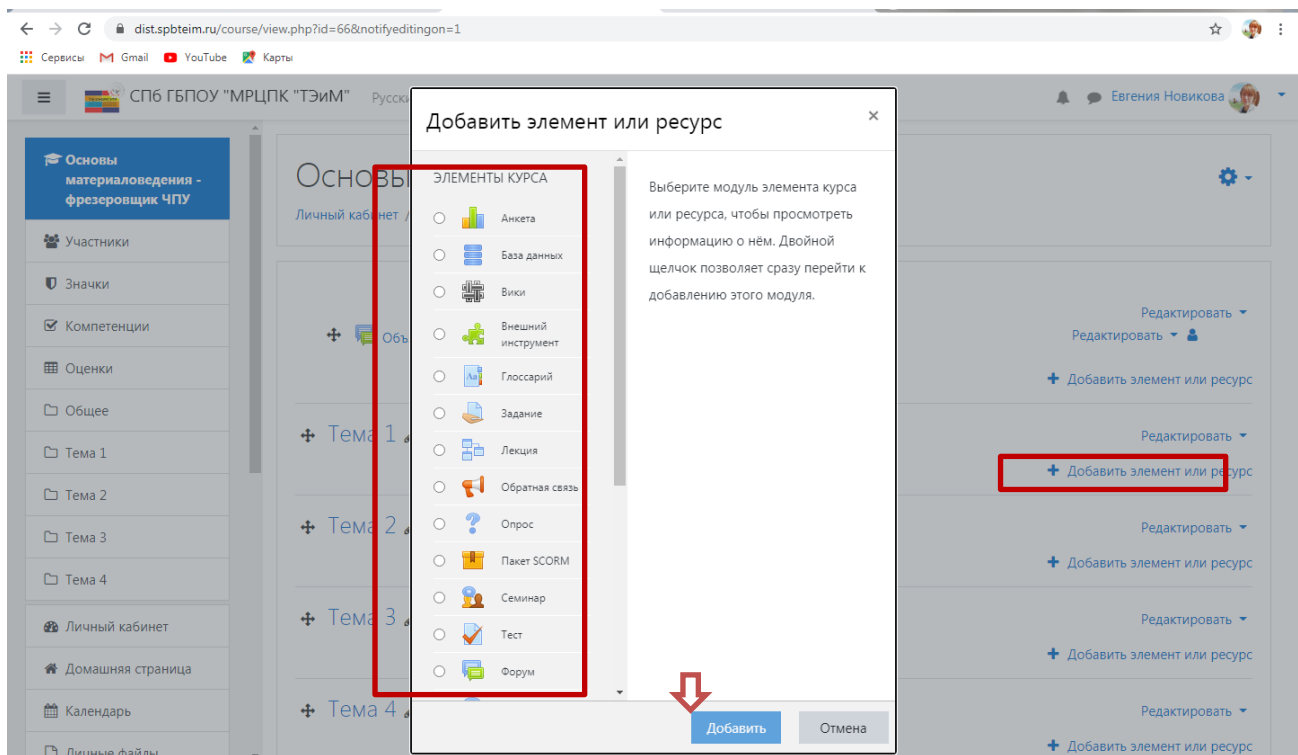 dist.spbteim.ru/course/view.php?id=66&notifyeditingon=1
Сервисы Gmail YouTube Карты
СПб ГБПОУ "МРЦПК "ТЭиМ"
Евгения Новикова
Основы
материаловедения -
фрезеровщик ЧПУ
Участники
Значки
Компетенции
Оценки
Общее
Тема 1
Тема 2
Тема 3
Тема 4
Личный кабинет
Домашняя страница
Календарь
Личные файлы
Основы
Личный кабинет /
Добавить элемент или ресурс
×
ЭЛЕМЕНТЫ КУРСА
Анкета
База данных
Вики
Внешний
инструмент
Глоссарий
Задание
Лекция
Обратная связь
Опрос
Пакет SCORM
Семинар
Тест
Форум
Выберите модуль элемента курса
или ресурса, чтобы просмотреть
информацию о нём. Двойной
щелчок позволяет сразу перейти к
добавлению этого модуля.
Добавить Отмена
Редактировать
Редактировать
Добавить элемент или ресурс
Тема 1
Редактировать
Добавить элемент или ресурс
Тема 2
Редактировать
Добавить элемент или ресурс
Тема 3
Редактировать
Добавить элемент или ресурс
Тема 4
Редактировать
Добавить элемент или ресурс